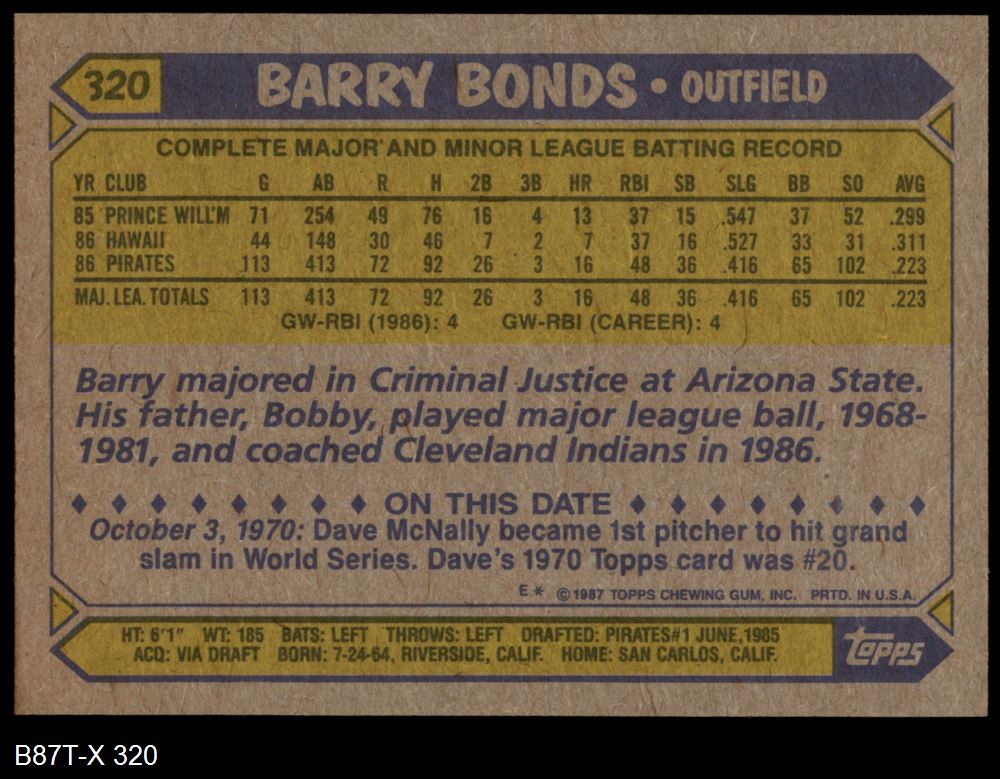 320 BARRY BONDS • OUTFIELD
COMPLETE MAJOR AND MINOR LEAGUE BATTING RECORD
YR CLUB G AB R H 2B 3B HR RBI SB SLG BB SO AVG
85 PRINCE WILL'M 71 254 49 76 16 4 13 37 15 .547 37 52 .299
86 HAWAII 44 148 30 46 7 2 7 37 16 .527 33 31 .311
86 PIRATES 113 413 72 92 26 3 16 48 36 .416 65 102 .223
MAJ. LEA. TOTALS 113 413 72 92 26 3 16 48 36 .416 65 102 .223
GW-RBI (1986): 4 GW-RBI (CAREER): 4
Barry majored in Criminal Justice at Arizona State.
His father, Bobby, played major league ball, 1968-
1981, and coached Cleveland Indians in 1986.
ON THIS DATE
October 3, 1970: Dave McNally became 1st pitcher to hit grand
slam in World Series. Dave's 1970 Topps card was #20.
E* ©1987 TOPPS CHEWING GUM, INC. PRTD. IN U.S.A.
HT: 6'1" WT: 185 BATS: LEFT THROWS: LEFT DRAFTED: PIRATES#1 JUNE,1985
ACQ: VIA DRAFT BORN: 7-24-64, RIVERSIDE, CALIF. HOME: SAN CARLOS, CALIF.
TOPPS
B87T-X 320